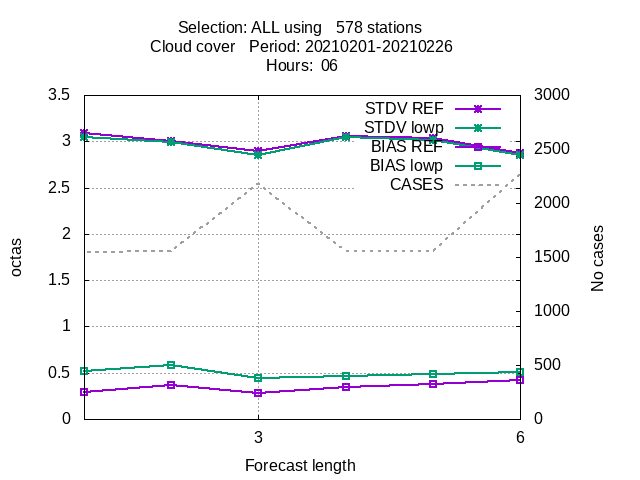 Selection: ALL using   578 stations
Cloud cover   Period: 20210201-20210226
Hours:  06
3.5
3
2.5
2
1.5
1
0.5
0
octas
3000
2500
2000
1500
1000
500
0
No cases
STDV REF
STDV lowp
BIAS REF
BIAS lowp
CASES
3
6
Forecast length